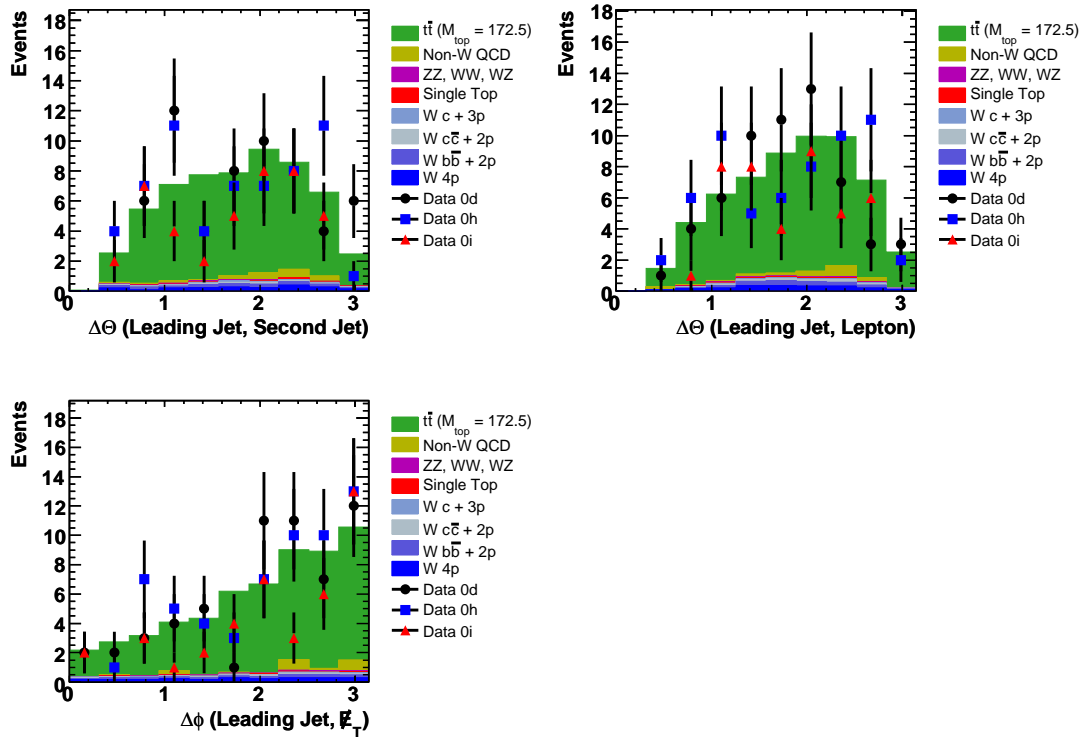 Events
18
16
14
12
10
8
6
4
2
0
0 1 2 3
ΔΘ (Leading Jet, Second Jet)
tt̄ (M_top = 172.5)
Non-W QCD
ZZ, WW, WZ
Single Top
W c + 3p
W cc̄ + 2p
W bb̄ + 2p
W 4p
Data 0d
Data 0h
Data 0i
Events
18
16
14
12
10
8
6
4
2
0
0 1 2 3
ΔΘ (Leading Jet, Lepton)
tt̄ (M_top = 172.5)
Non-W QCD
ZZ, WW, WZ
Single Top
W c + 3p
W cc̄ + 2p
W bb̄ + 2p
W 4p
Data 0d
Data 0h
Data 0i
Events
18
16
14
12
10
8
6
4
2
0
0 1 2 3
Δϕ (Leading Jet, E̸_T)
tt̄ (M_top = 172.5)
Non-W QCD
ZZ, WW, WZ
Single Top
W c + 3p
W cc̄ + 2p
W bb̄ + 2p
W 4p
Data 0d
Data 0h
Data 0i